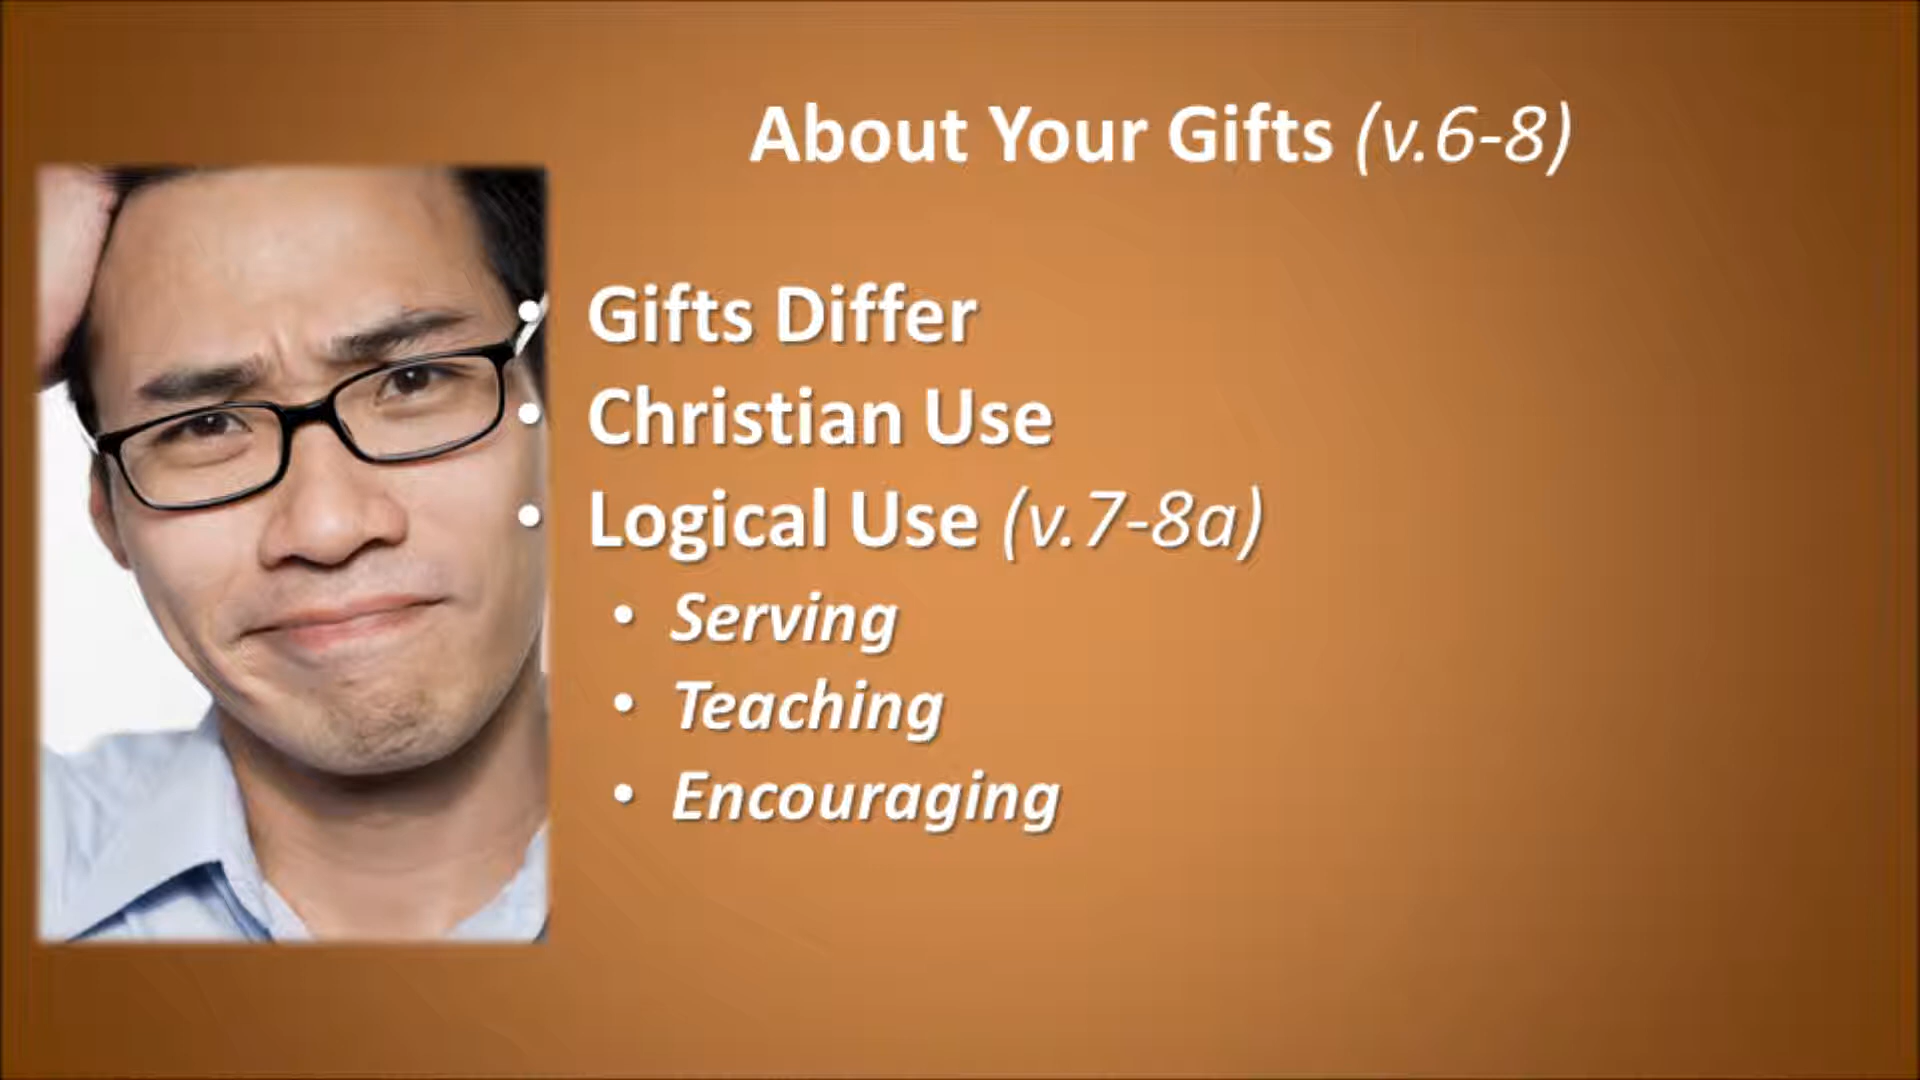 About Your Gifts (v.6-8)
• Gifts Differ
• Christian Use
• Logical Use (v.7-8a)
• Serving
• Teaching
• Encouraging